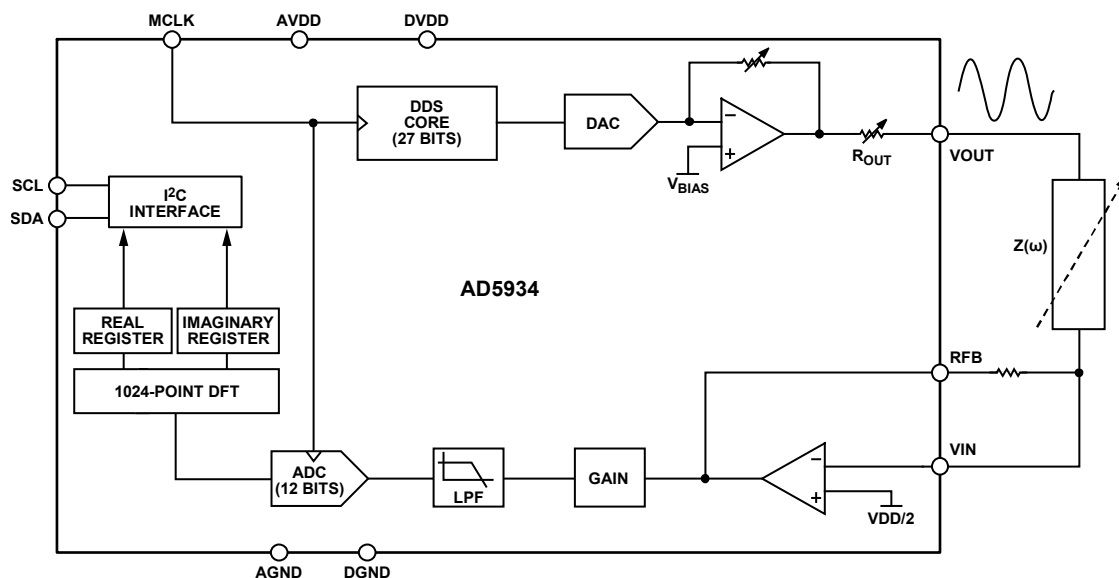 MCLK
AVDD
DVDD
DDS
CORE
(27 BITS)
DAC
VBIAS
ROUT
VOUT
SCL
SDA
I2C
INTERFACE
Z(ω)
AD5934
REAL
REGISTER
IMAGINARY
REGISTER
1024-POINT DFT
RFB
VIN
ADC
(12 BITS)
LPF
GAIN
VDD/2
AGND
DGND